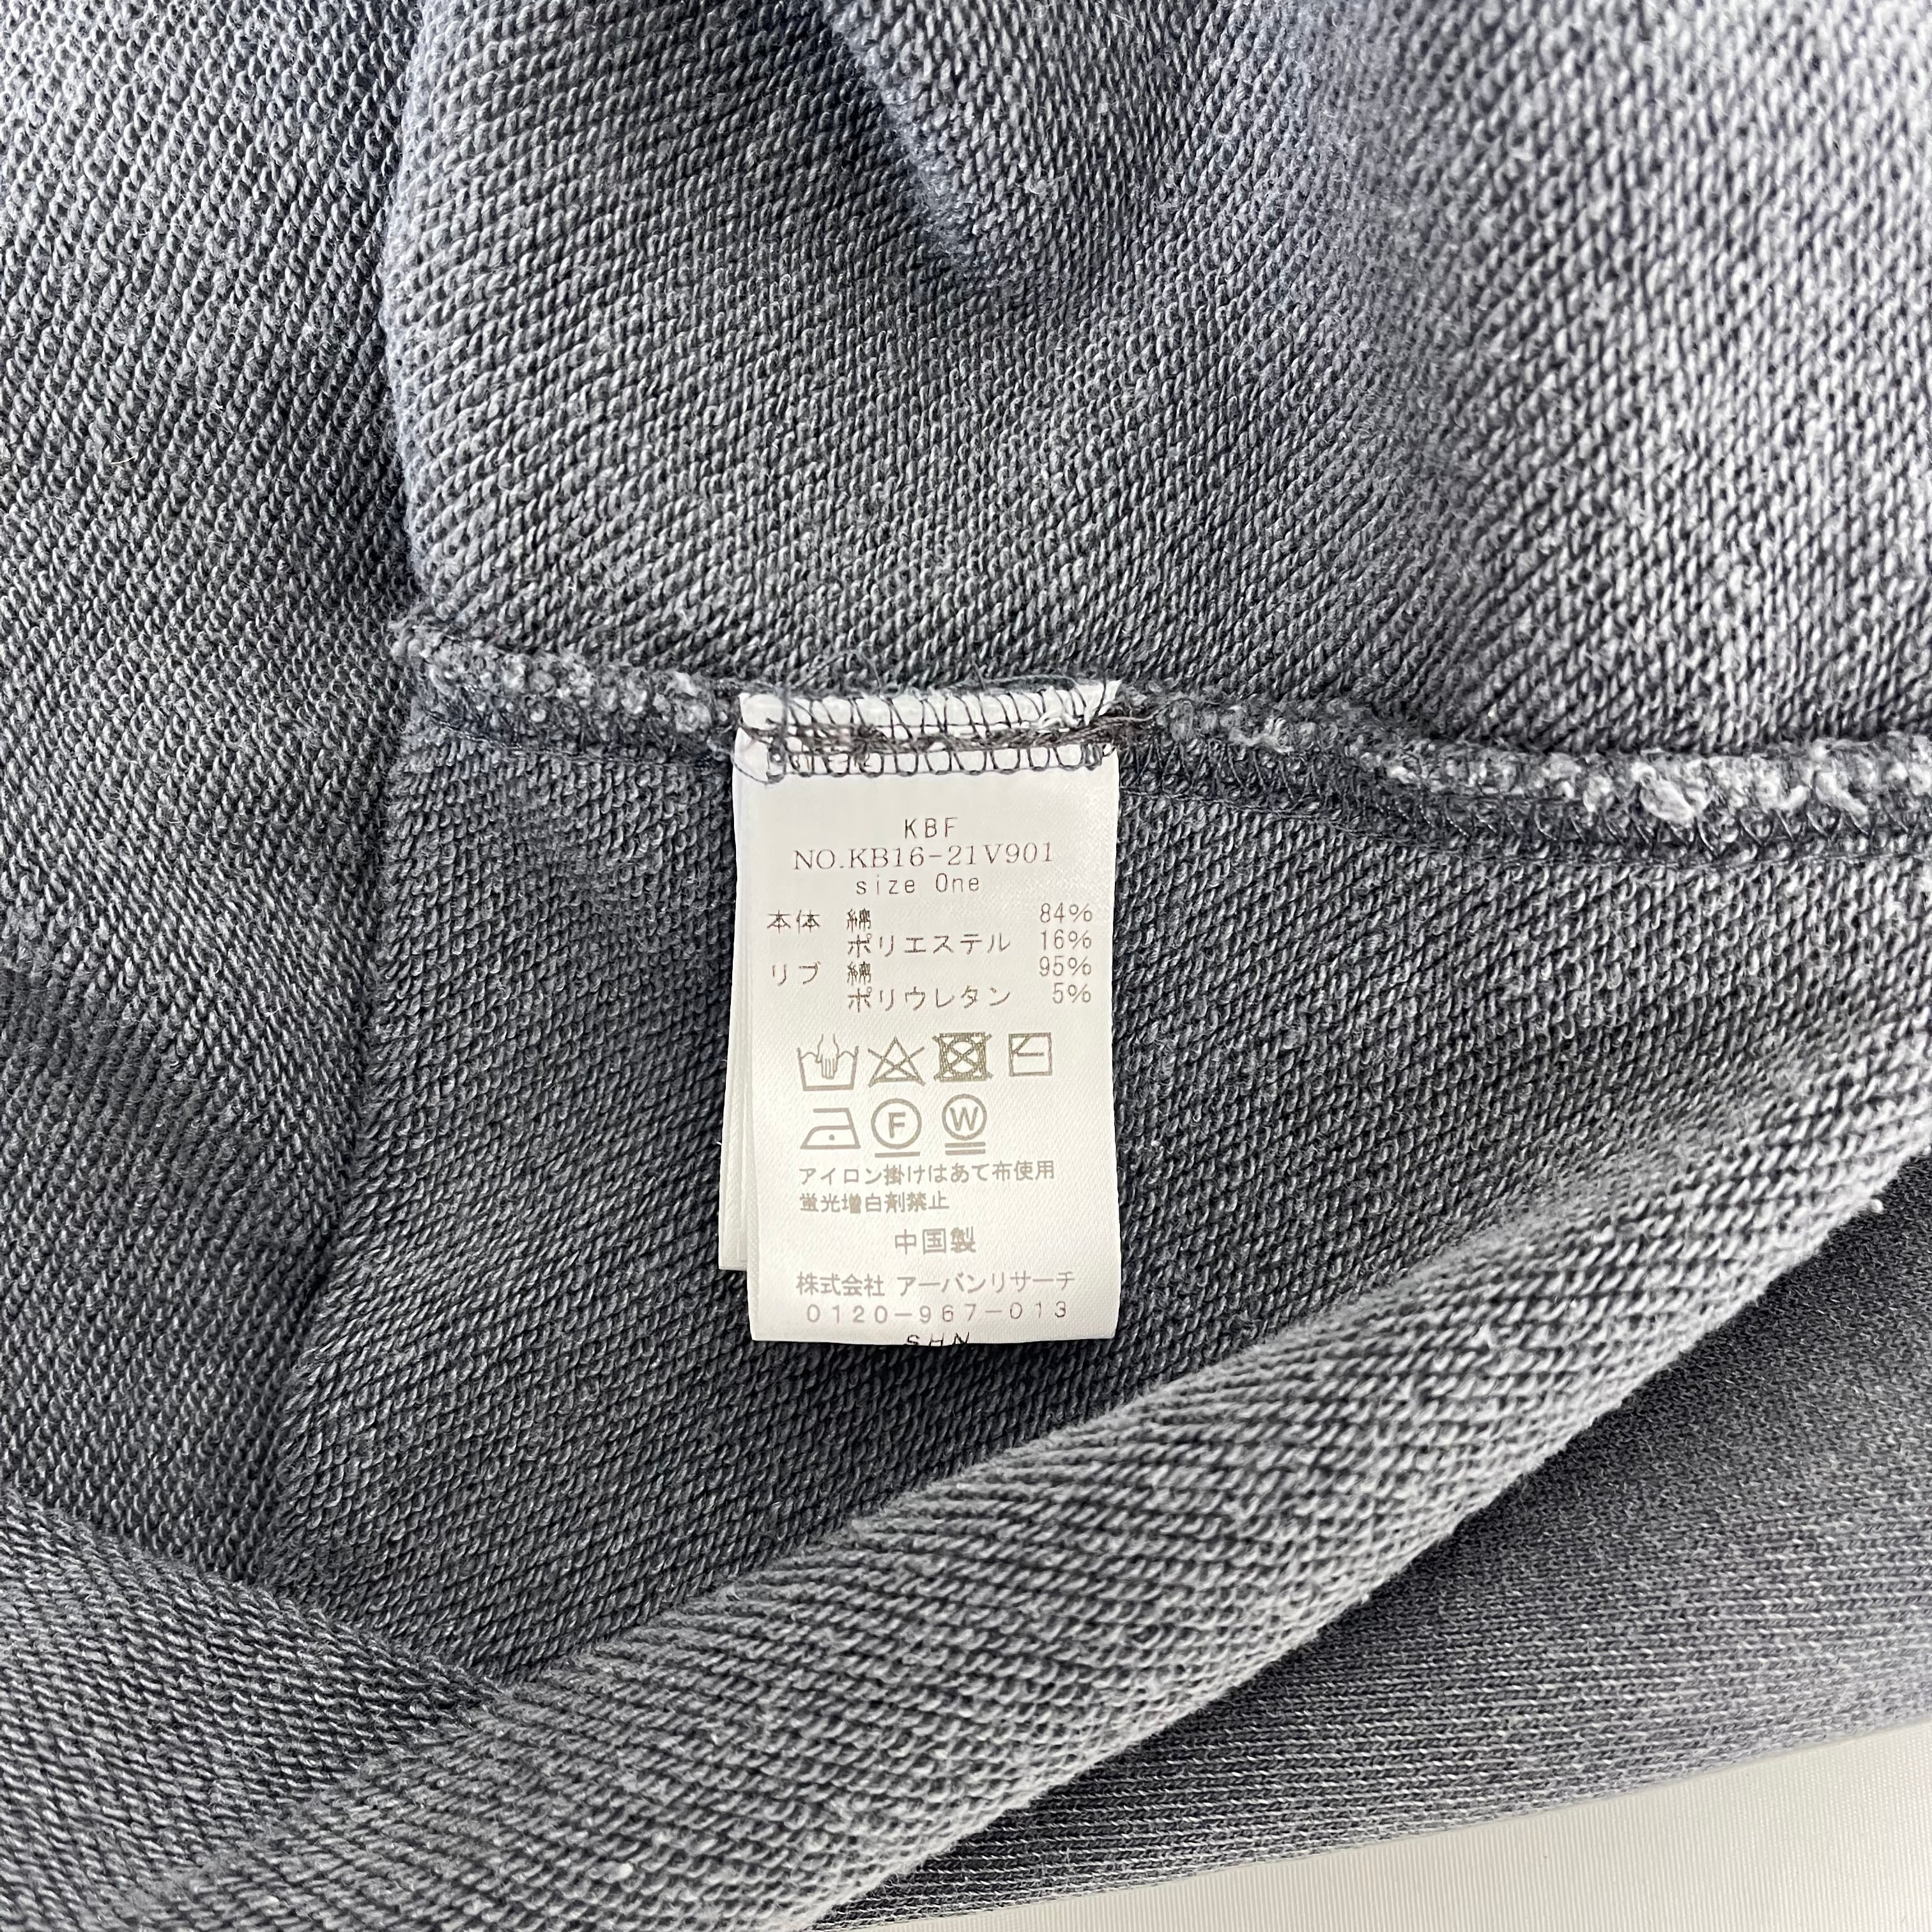 KBF
NO.KB16-21V901
size One
本体 綿 84%
ポリエステル 16%
リブ 綿 95%
ポリウレタン 5%
F W
アイロン掛けはあて布使用
蛍光増白剤禁止
中国製
株式会社 アーバンリサーチ
0120-967-013
SHN